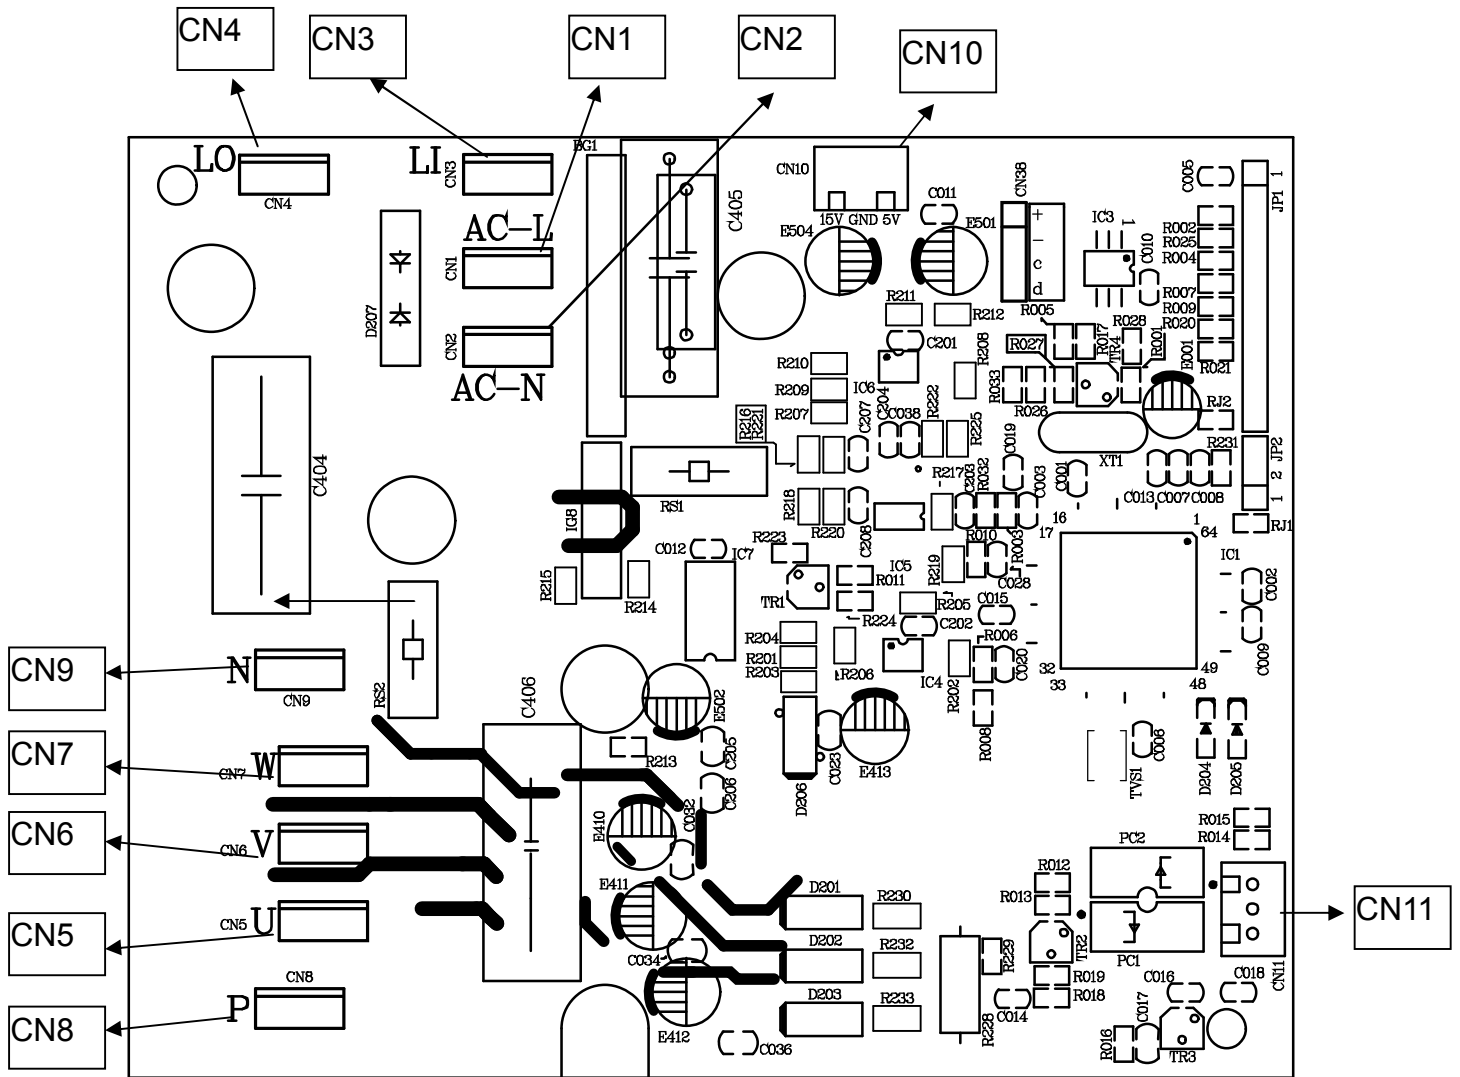 CN4
CN3
CN1
CN2
CN10
LO
CN4
LI
CN3
BG1
C405
CN10
15V GND 5V
C011
CN38
+
-
c
d
IC3
1
C010
C005
1
JP1
AC-L
CN1
D207
CN2
AC-N
E504
E501
R002
R025
R004
R007
R009
R020
R021
R211
R212
R005
R017
R028
R001
E001
R027
TR4
C201
R208
R210
R209
R207
IC6
C204
C038
R222
R225
R033
R026
RJ2
R216
R221
C207
C019
XT1
R231
JP2
2
1
C404
RS1
R217
C203
R032
C003
C001
C013
C007
C008
RJ1
IG8
R218
R220
C208
R010
R003
16
17
1
64
IC1
C012
IC7
R223
R011
TR1
IC5
R219
C028
C002
R215
R214
R205
C015
R224
C202
R006
C009
R204
R201
R203
R206
IC4
R202
C020
32
33
49
48
CN9
N
CN9
RS2
C406
E502
R008
C006
CN7
CN7
W
R213
C205
C206
D206
C023
E413
TVS1
D204
D205
CN6
CN6
V
E410
C032
R015
R014
PC2
R012
R013
CN5
CN5
U
E411
D201
R230
CN11
C034
D202
R232
R229
TR2
PC1
CN11
CN8
P
CN8
E412
D203
R233
R228
R019
R018
C014
C016
C018
C017
C036
R016
TR3